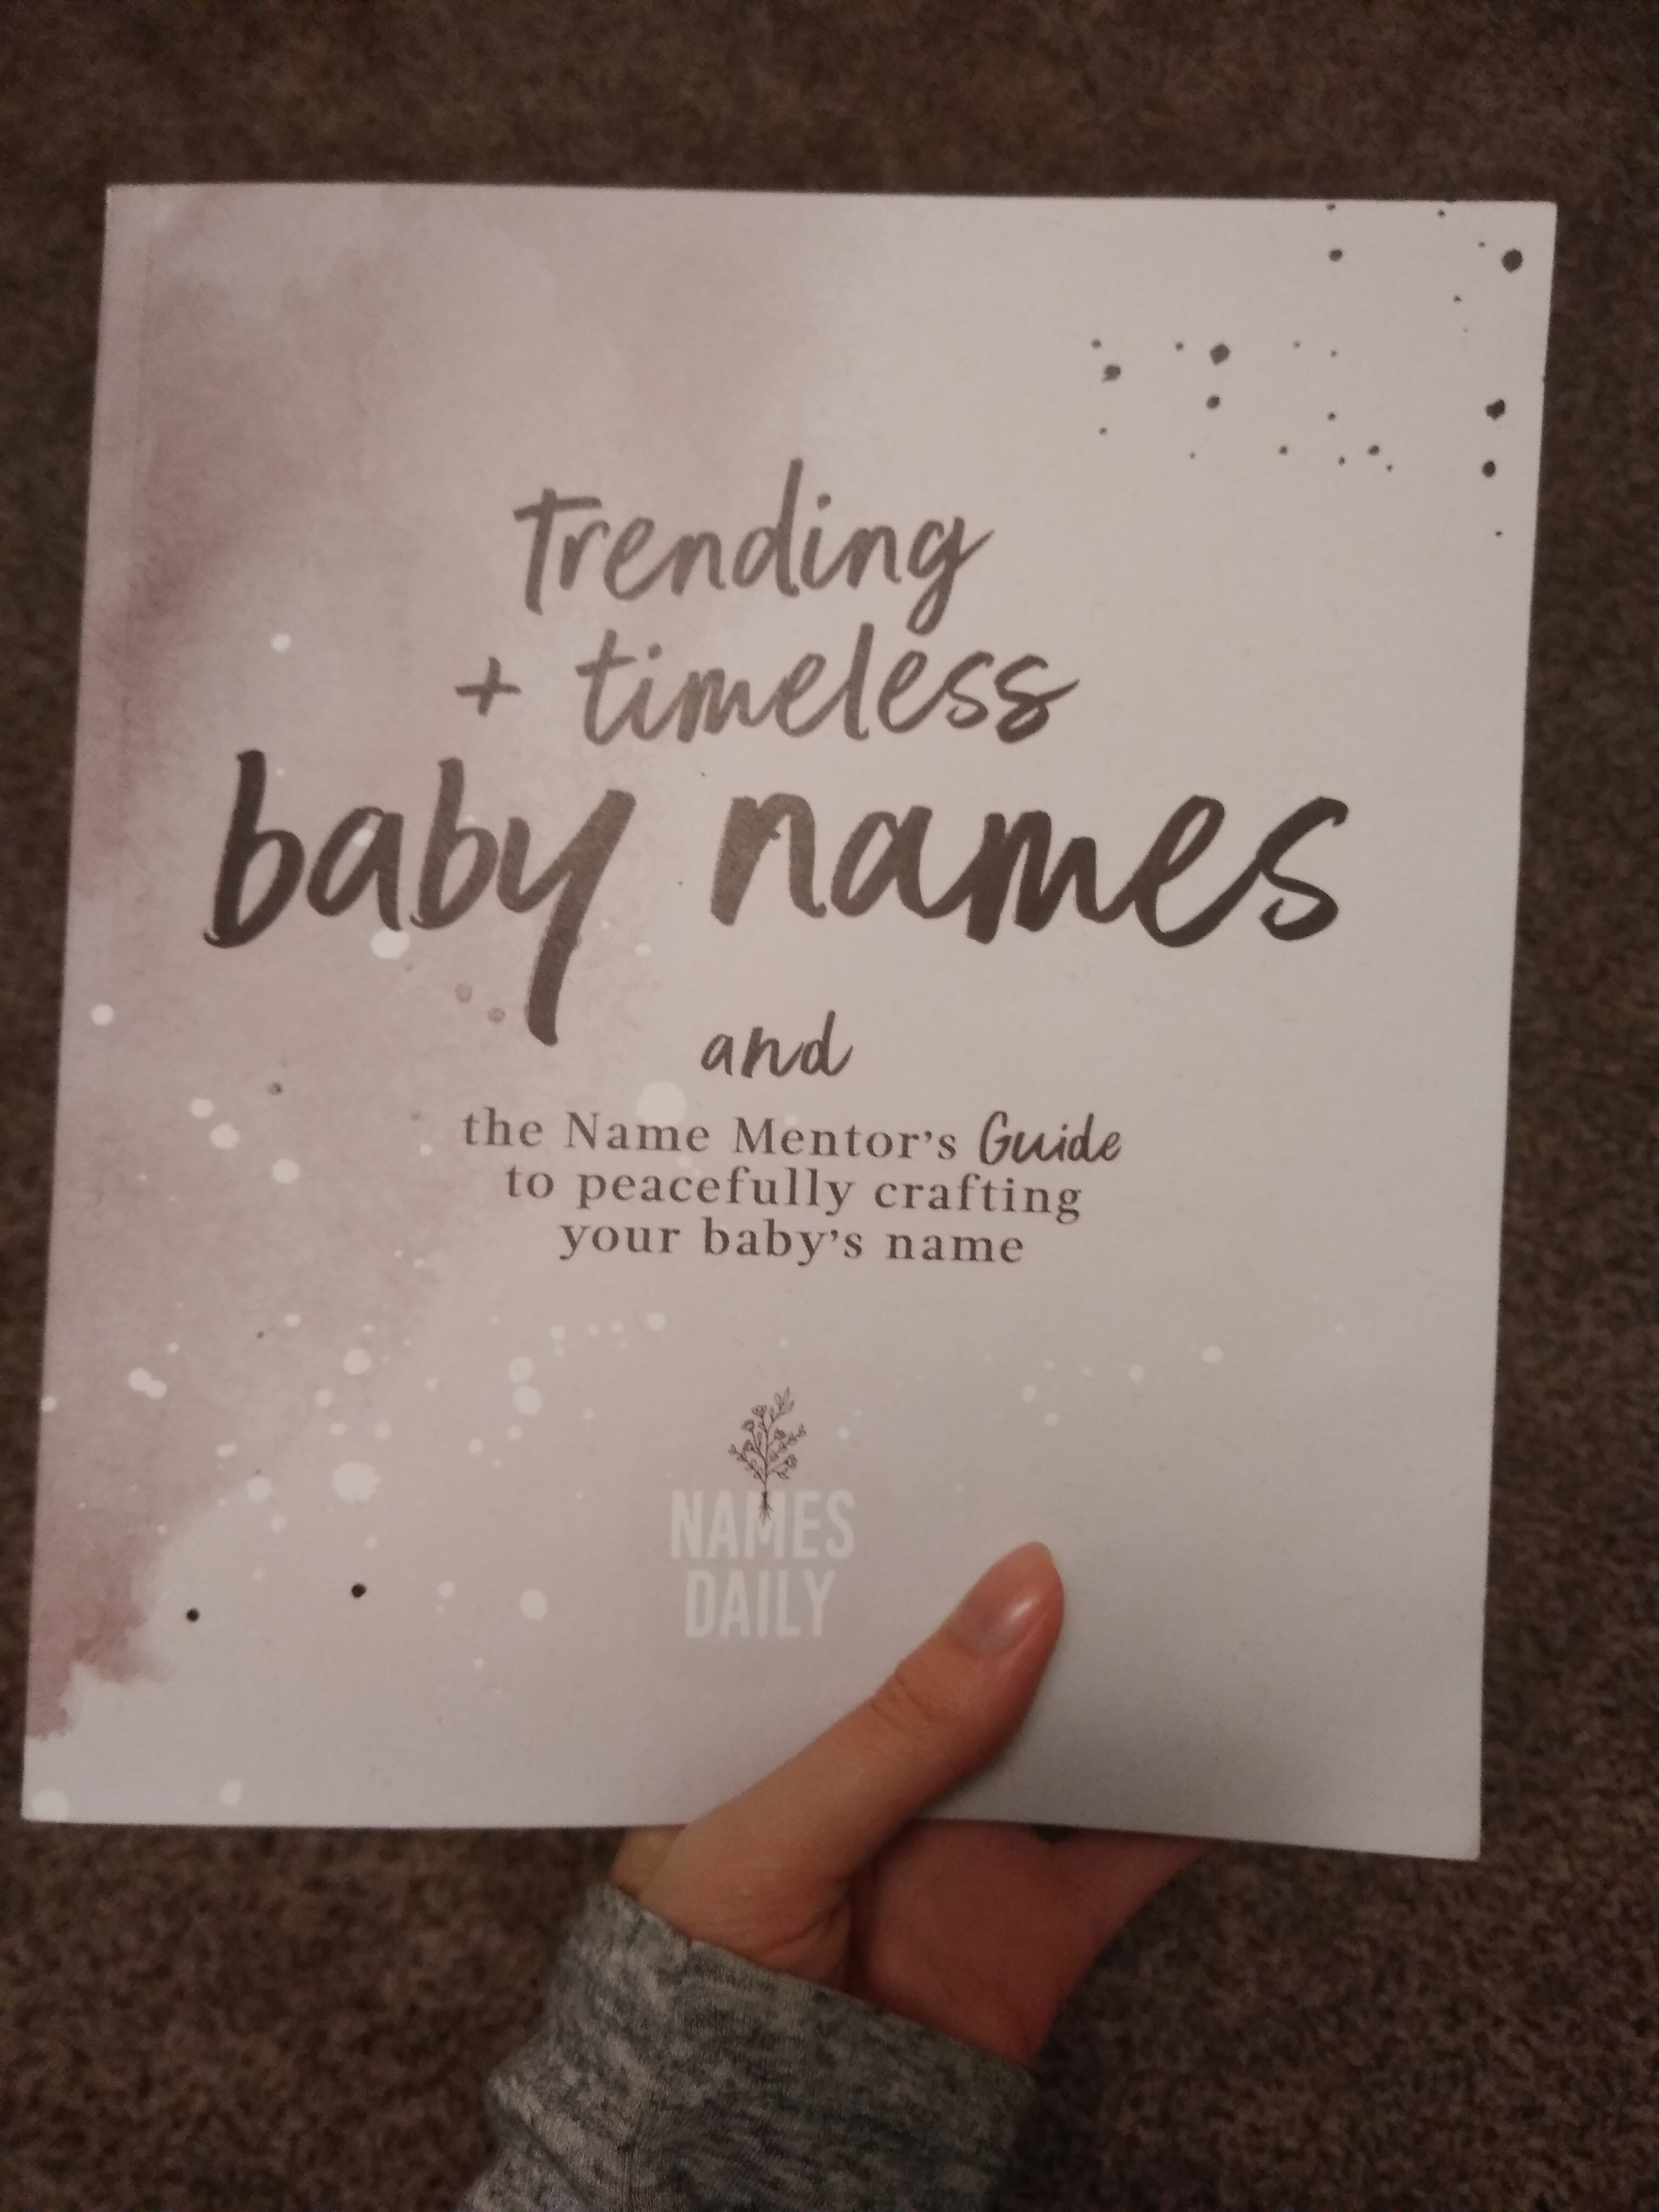 Trending
+ timeless
baby names
and
the Name Mentor’s Guide
to peacefully crafting
your baby’s name
NAMES
DAILY